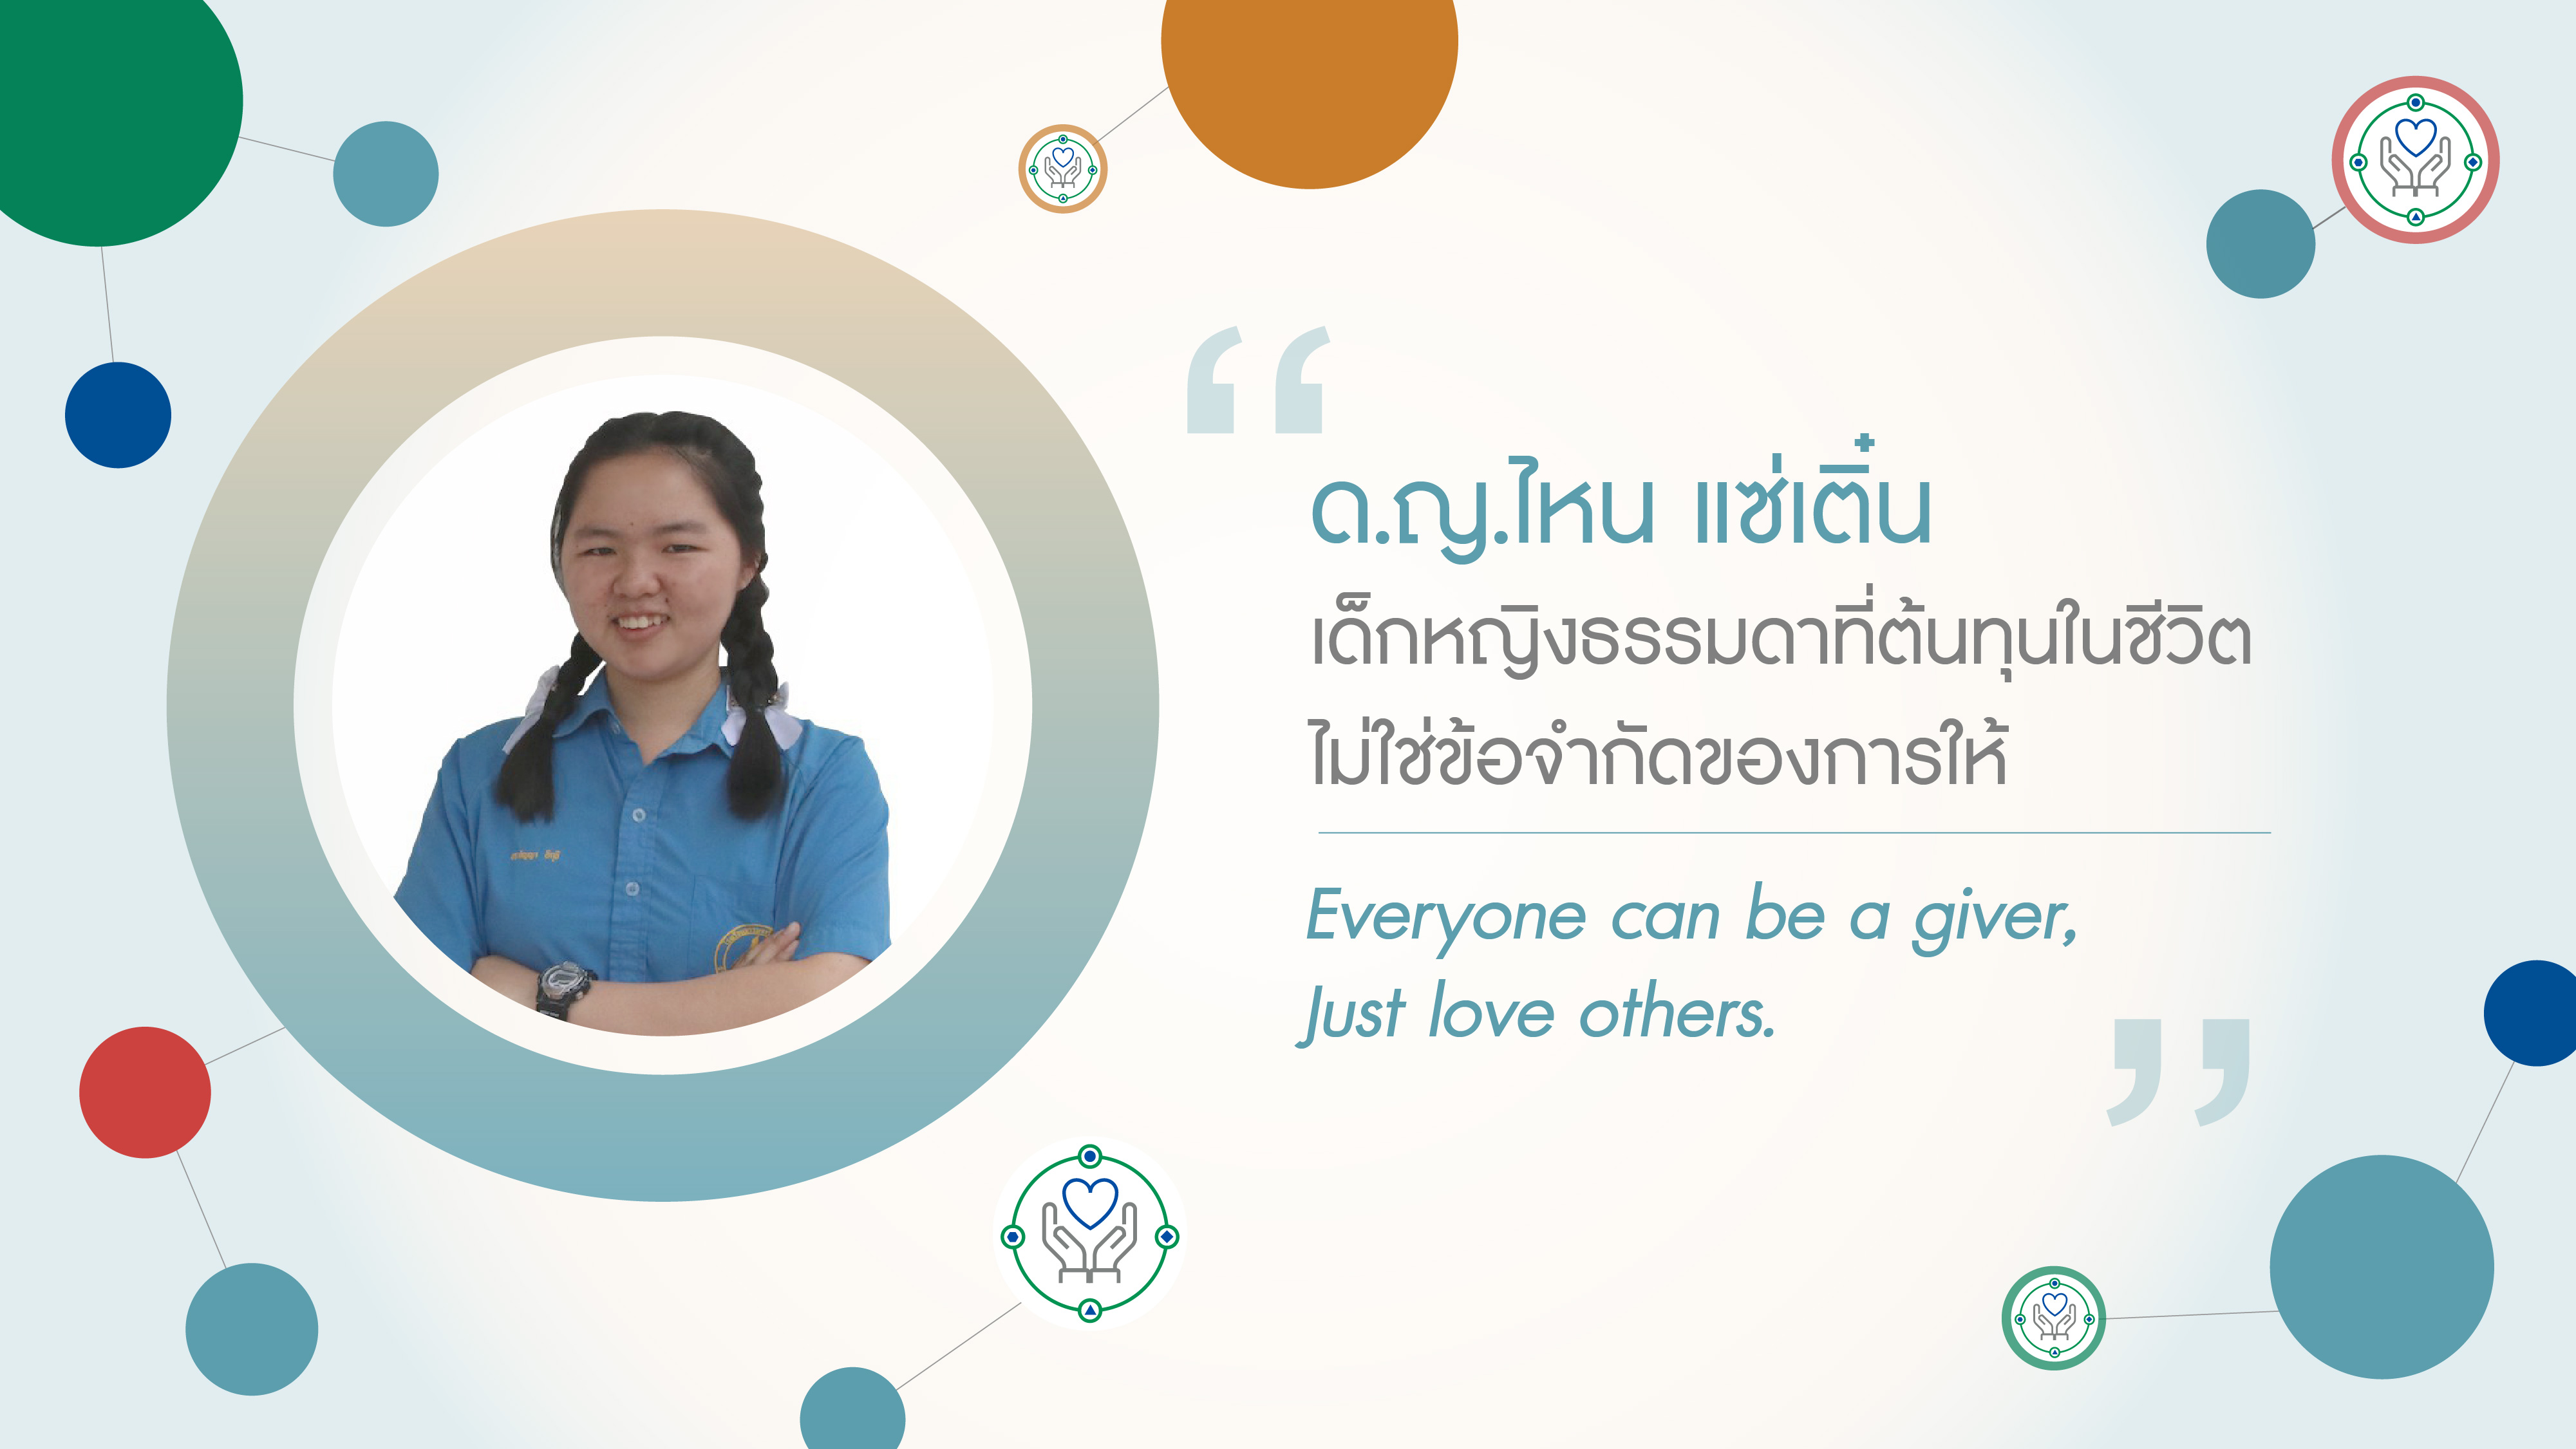 ด.ญ.ไหน แซ่เติ๋น
เด็กหญิงธรรมดาที่ต้นทุนในชีวิต
ไม่ใช่ข้อจำกัดของการให้
Everyone can be a giver,
Just love others.